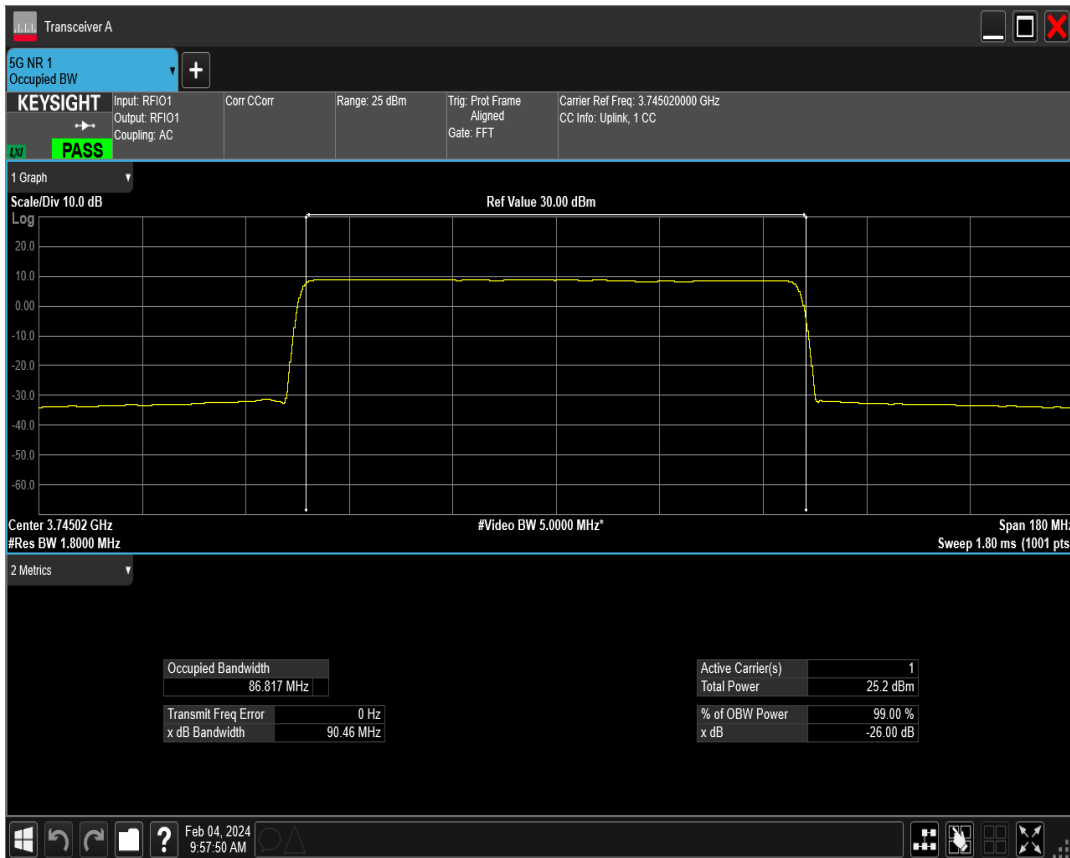 Transceiver A
5G NR 1
Occupied BW
+
KEYSIGHT
Input: RFIO1
Output: RFIO1
Coupling: AC
Corr CCorr
Range: 25 dBm
Trig: Prot Frame
Aligned
Gate: FFT
Carrier Ref Freq: 3.745020000 GHz
CC Info: Uplink, 1 CC
LXI
PASS
1 Graph
Scale/Div 10.0 dB
Ref Value 30.00 dBm
Log
20.0
10.0
0.00
-10.0
-20.0
-30.0
-40.0
-50.0
-60.0
Center 3.74502 GHz
#Video BW 5.0000 MHz*
Span 180 MHz
#Res BW 1.8000 MHz
Sweep 1.80 ms (1001 pts
2 Metrics
Occupied Bandwidth
86.817 MHz
Transmit Freq Error 0 Hz
x dB Bandwidth 90.46 MHz
Active Carrier(s) 1
Total Power 25.2 dBm
% of OBW Power 99.00 %
x dB -26.00 dB
?
Feb 04, 2024
9:57:50 AM